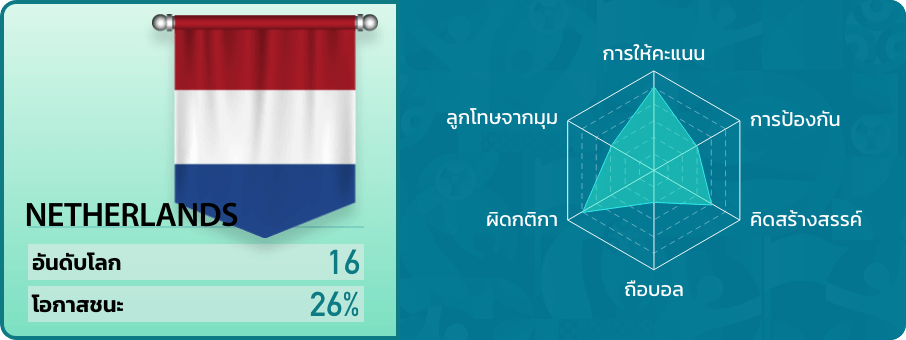 NETHERLANDS
อันดับโลก 16
โอกาสชนะ 26%
การให้คะแนน
ลูกโทษจากมุม
การป้องกัน
ผิดกติกา
คิดสร้างสรรค์
ถือบอล